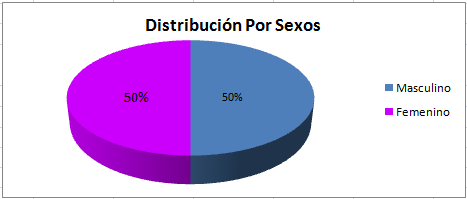 Distribución Por Sexos
50%
50%
Masculino
Femenino